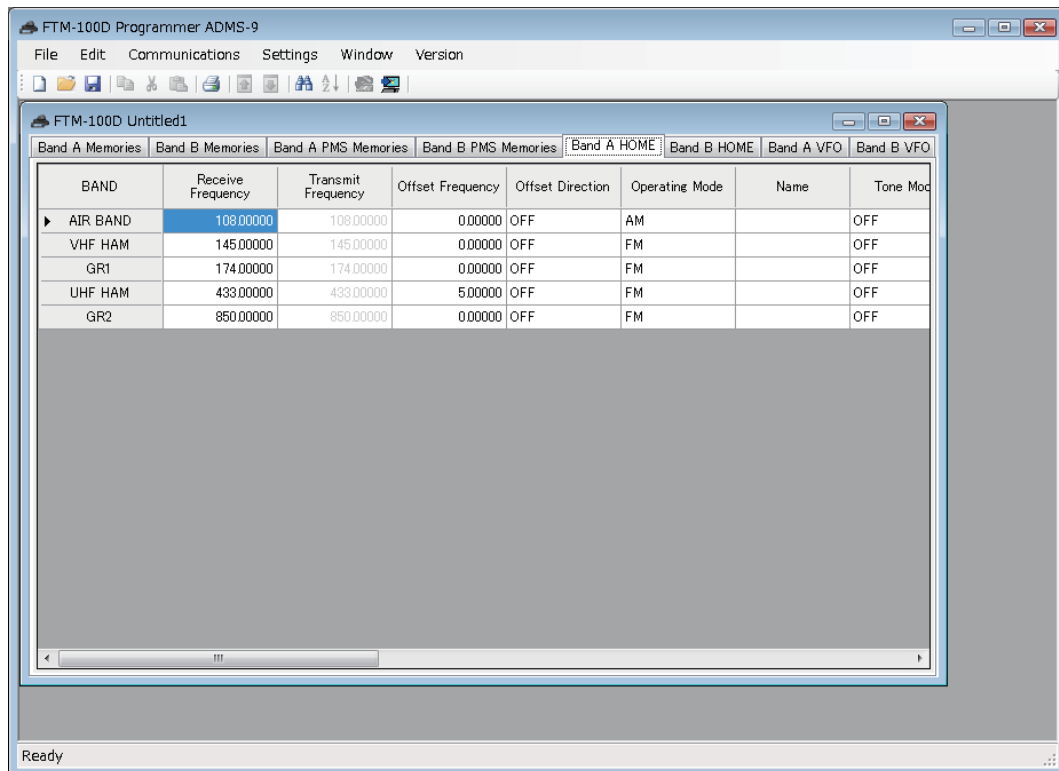 FTM-100D Programmer ADMS-9
File Edit Communications Settings Window Version
FTM-100D Untitled1
Band A Memories Band B Memories Band A PMS Memories Band B PMS Memories Band A HOME Band B HOME Band A VFO Band B VFO
BAND Receive Frequency Transmit Frequency Offset Frequency Offset Direction Operating Mode Name Tone Mod
AIR BAND 108.00000 108.00000 0.00000 OFF AM OFF
VHF HAM 145.00000 145.00000 0.00000 OFF FM OFF
GR1 174.00000 174.00000 0.00000 OFF FM OFF
UHF HAM 433.00000 433.00000 5.00000 OFF FM OFF
GR2 850.00000 850.00000 0.00000 OFF FM OFF
Ready